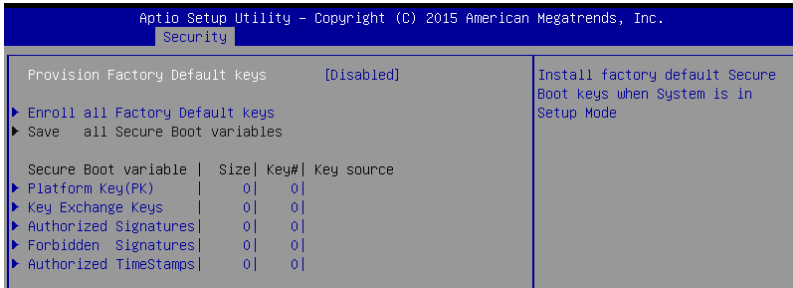 Aptio Setup Utility – Copyright (C) 2015 American Megatrends, Inc.
Security
Provision Factory Default keys [Disabled]
Enroll all Factory Default keys
Save all Secure Boot variables
Secure Boot variable | Size| Key#| Key source
Platform Key(PK) | 0| 0|
Key Exchange Keys | 0| 0|
Authorized Signatures| 0| 0|
Forbidden Signatures| 0| 0|
Authorized TimeStamps| 0| 0|
Install factory default Secure
Boot keys when System is in
Setup Mode